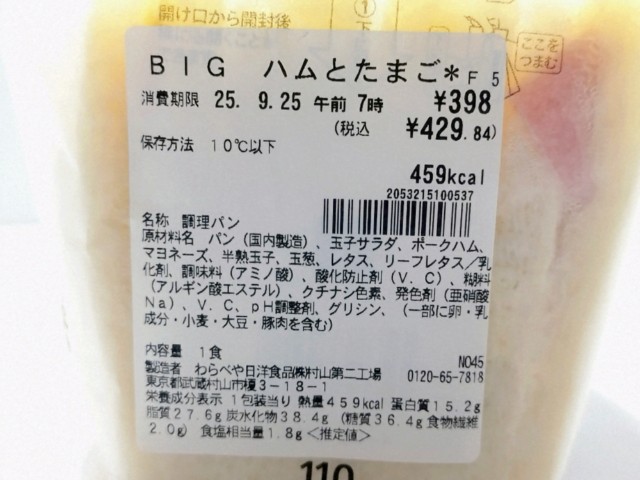 開け口から開封後
①
下
ここを
つまむ
BIG ハムとたまご* F 5
消費期限 25. 9.25 午前 7時 ¥398
(税込 ¥429.84)
保存方法 10℃以下
459kcal
2053215100537
名称 調理パン
原材料名 パン(国内製造)、玉子サラダ、ポークハム、
マヨネーズ、半熟玉子、玉葱、レタス、リーフレタス/乳
化剤、調味料(アミノ酸)、酸化防止剤(V.C)、糊料
(アルギン酸エステル)、クチナシ色素、発色剤(亜硝酸
Na)、V.C、pH調整剤、グリシン、(一部に卵・乳
成分・小麦・大豆・豚肉を含む)
内容量 1食 NO45
製造者 わらべや日洋食品㈱村山第二工場 0120-65-7818
東京都武蔵村山市榎3-18-1
栄養成分表示 1包装当り 熱量459kcal 蛋白質15.2g
脂質27.6g 炭水化物38.4g (糖質36.4g 食物繊維
2.0g) 食塩相当量1.8g<推定値>
110